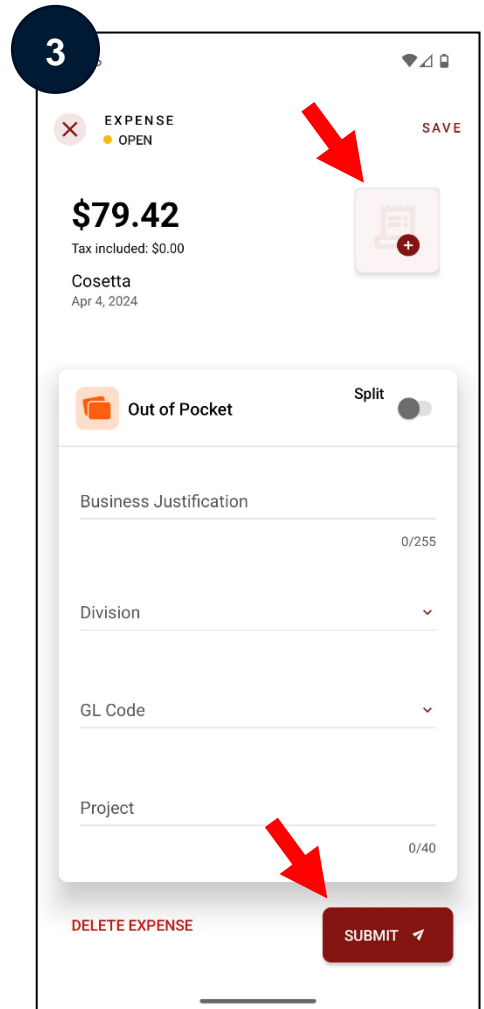 3
EXPENSE
OPEN
SAVE
$79.42
Tax included: $0.00
Cosetta
Apr 4, 2024
Out of Pocket
Split
Business Justification
0/255
Division
GL Code
Project
0/40
DELETE EXPENSE
SUBMIT